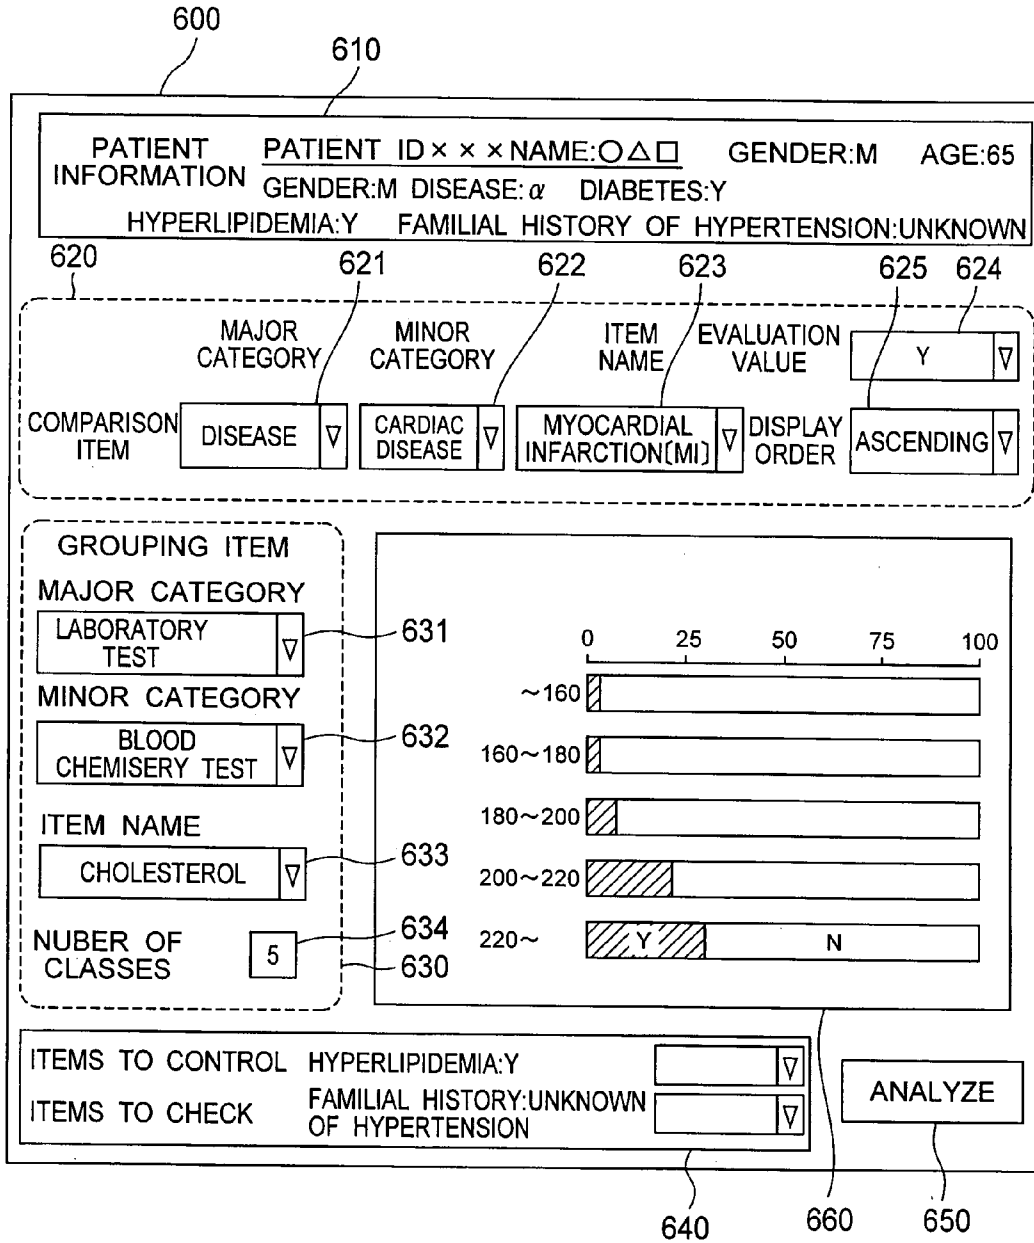 600
610
PATIENT INFORMATION
PATIENT ID×××NAME:○△□ GENDER:M AGE:65
GENDER:M DISEASE:α DIABETES:Y
HYPERLIPIDEMIA:Y FAMILIAL HISTORY OF HYPERTENSION:UNKNOWN
620 621 622 623 625 624
MAJOR CATEGORY
MINOR CATEGORY
ITEM NAME
EVALUATION VALUE
Y ▽
COMPARISON ITEM
DISEASE ▽
CARDIAC DISEASE ▽
MYOCARDIAL INFARCTION(MI) ▽
DISPLAY ORDER
ASCENDING ▽
GROUPING ITEM
MAJOR CATEGORY
LABORATORY TEST ▽
631
MINOR CATEGORY
BLOOD CHEMISERY TEST ▽
632
ITEM NAME
CHOLESTEROL ▽
633
NUBER OF CLASSES
5
634
630
0 25 50 75 100
~160
160~180
180~200
200~220
220~ Y N
ITEMS TO CONTROL HYPERLIPIDEMIA:Y ▽
ITEMS TO CHECK FAMILIAL HISTORY:UNKNOWN OF HYPERTENSION ▽
ANALYZE
640 660 650